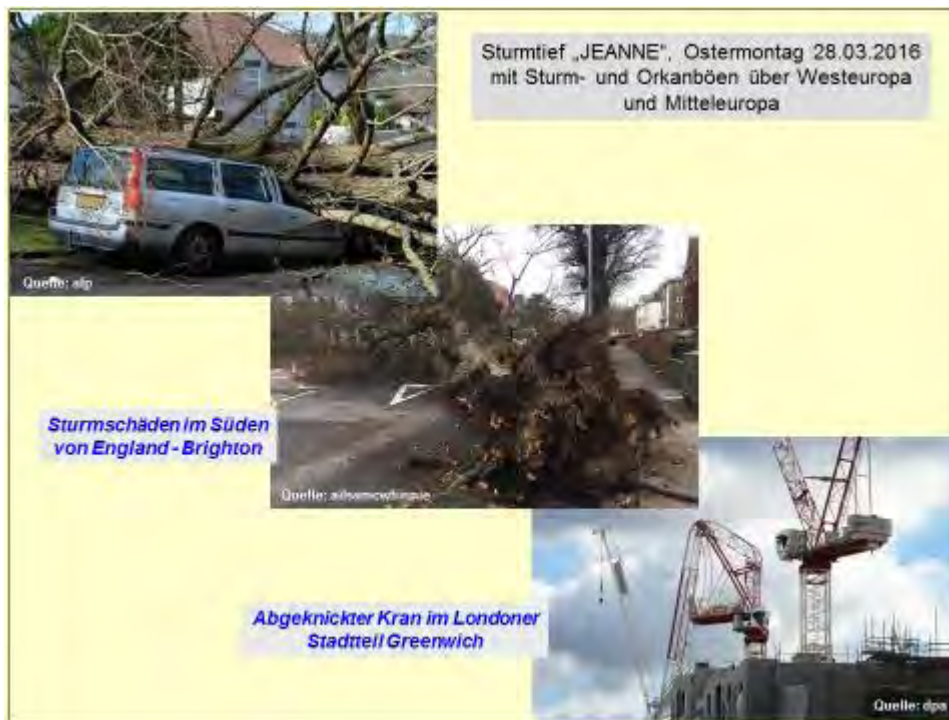 Sturmtief „JEANNE", Ostermontag 28.03.2016
mit Sturm- und Orkanböen über Westeuropa
und Mitteleuropa
Quelle: afp
Sturmschäden im Süden
von England - Brighton
Quelle:
Abgeknickter Kran im Londoner
Stadtteil Greenwich
Quelle: dpa